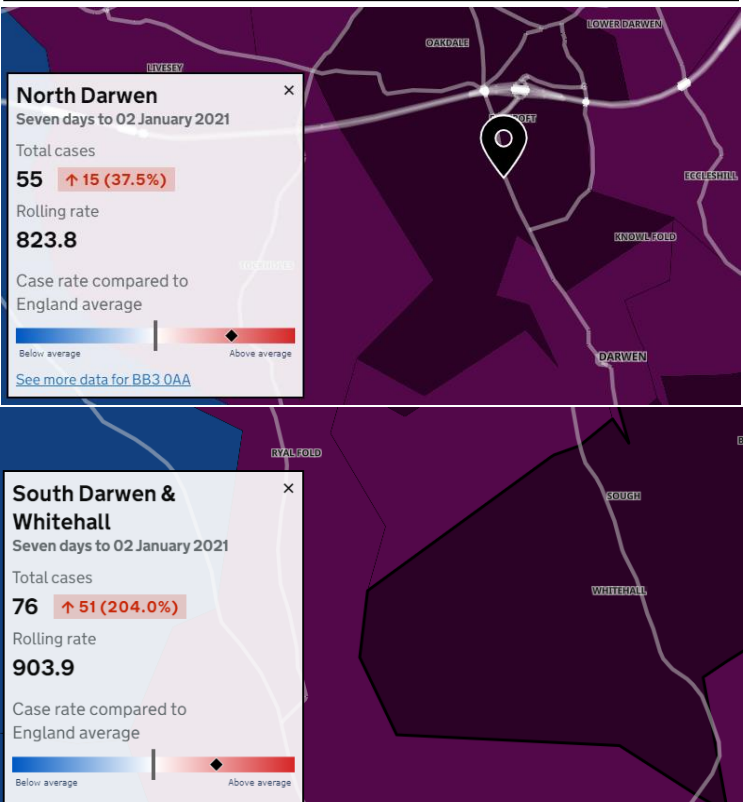 LOWER DARWEN
OAKDALE
LIVESEY
North Darwen
×
Seven days to 02 January 2021
Total cases
55 ↑ 15 (37.5%)
Rolling rate
823.8
Case rate compared to
England average
Below average Above average
See more data for BB3 0AA
ECCLESHILL
KNOWL FOLD
DARWEN
RYAL FOLD
South Darwen &
Whitehall
×
Seven days to 02 January 2021
Total cases
76 ↑ 51 (204.0%)
Rolling rate
903.9
Case rate compared to
England average
Below average Above average
SOUGH
WHITEHALL